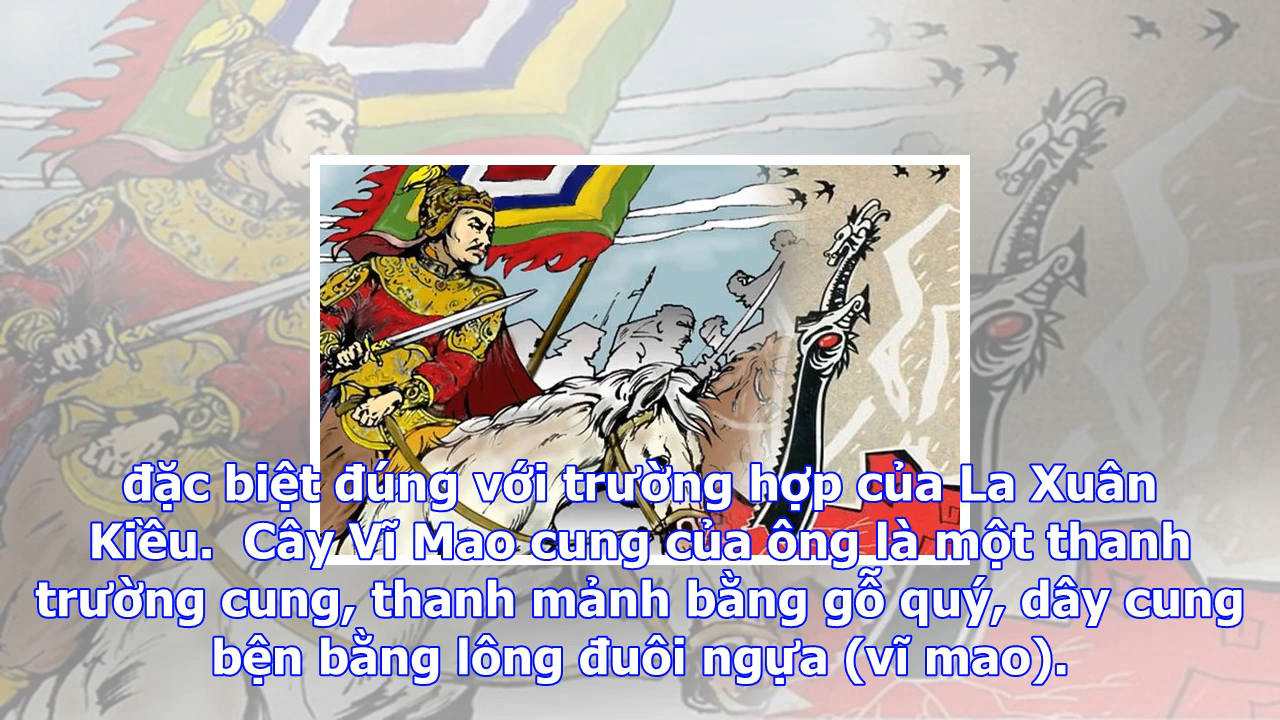 đặc biệt đúng với trường hợp của La Xuân
Kiều.  Cây Vĩ Mao cung của ông là một thanh
trường cung, thanh mảnh bằng gỗ quý, dây cung
bện bằng lông đuôi ngựa (vĩ mao).